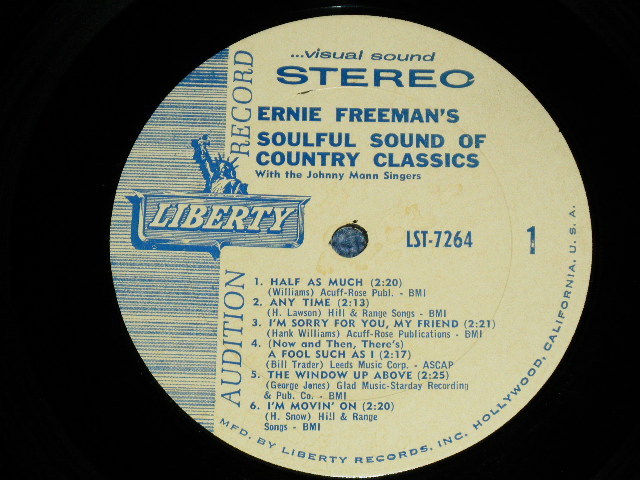 ...visual sound
STEREO
ERNIE FREEMAN'S
SOULFUL SOUND OF
COUNTRY CLASSICS
With the Johnny Mann Singers
AUDITION RECORD
LIBERTY
LST-7264
1
1. HALF AS MUCH (2:20)
(Williams) Acuff-Rose Publ. - BMI
2. ANY TIME (2:13)
(H. Lawson) Hill & Range Songs - BMI
3. I'M SORRY FOR YOU, MY FRIEND (2:21)
(Hank Williams) Acuff-Rose Publications - BMI
4. (Now and Then, There's)
A FOOL SUCH AS I (2:17)
(Bill Trader) Leeds Music Corp. - ASCAP
5. THE WINDOW UP ABOVE (2:25)
(George Jones) Glad Music-Starday Recording
& Pub. Co. - BMI
6. I'M MOVIN' ON (2:20)
(H. Snow) Hill & Range
Songs - BMI
MFD. BY LIBERTY RECORDS, INC. HOLLYWOOD, CALIFORNIA, U.S.A.